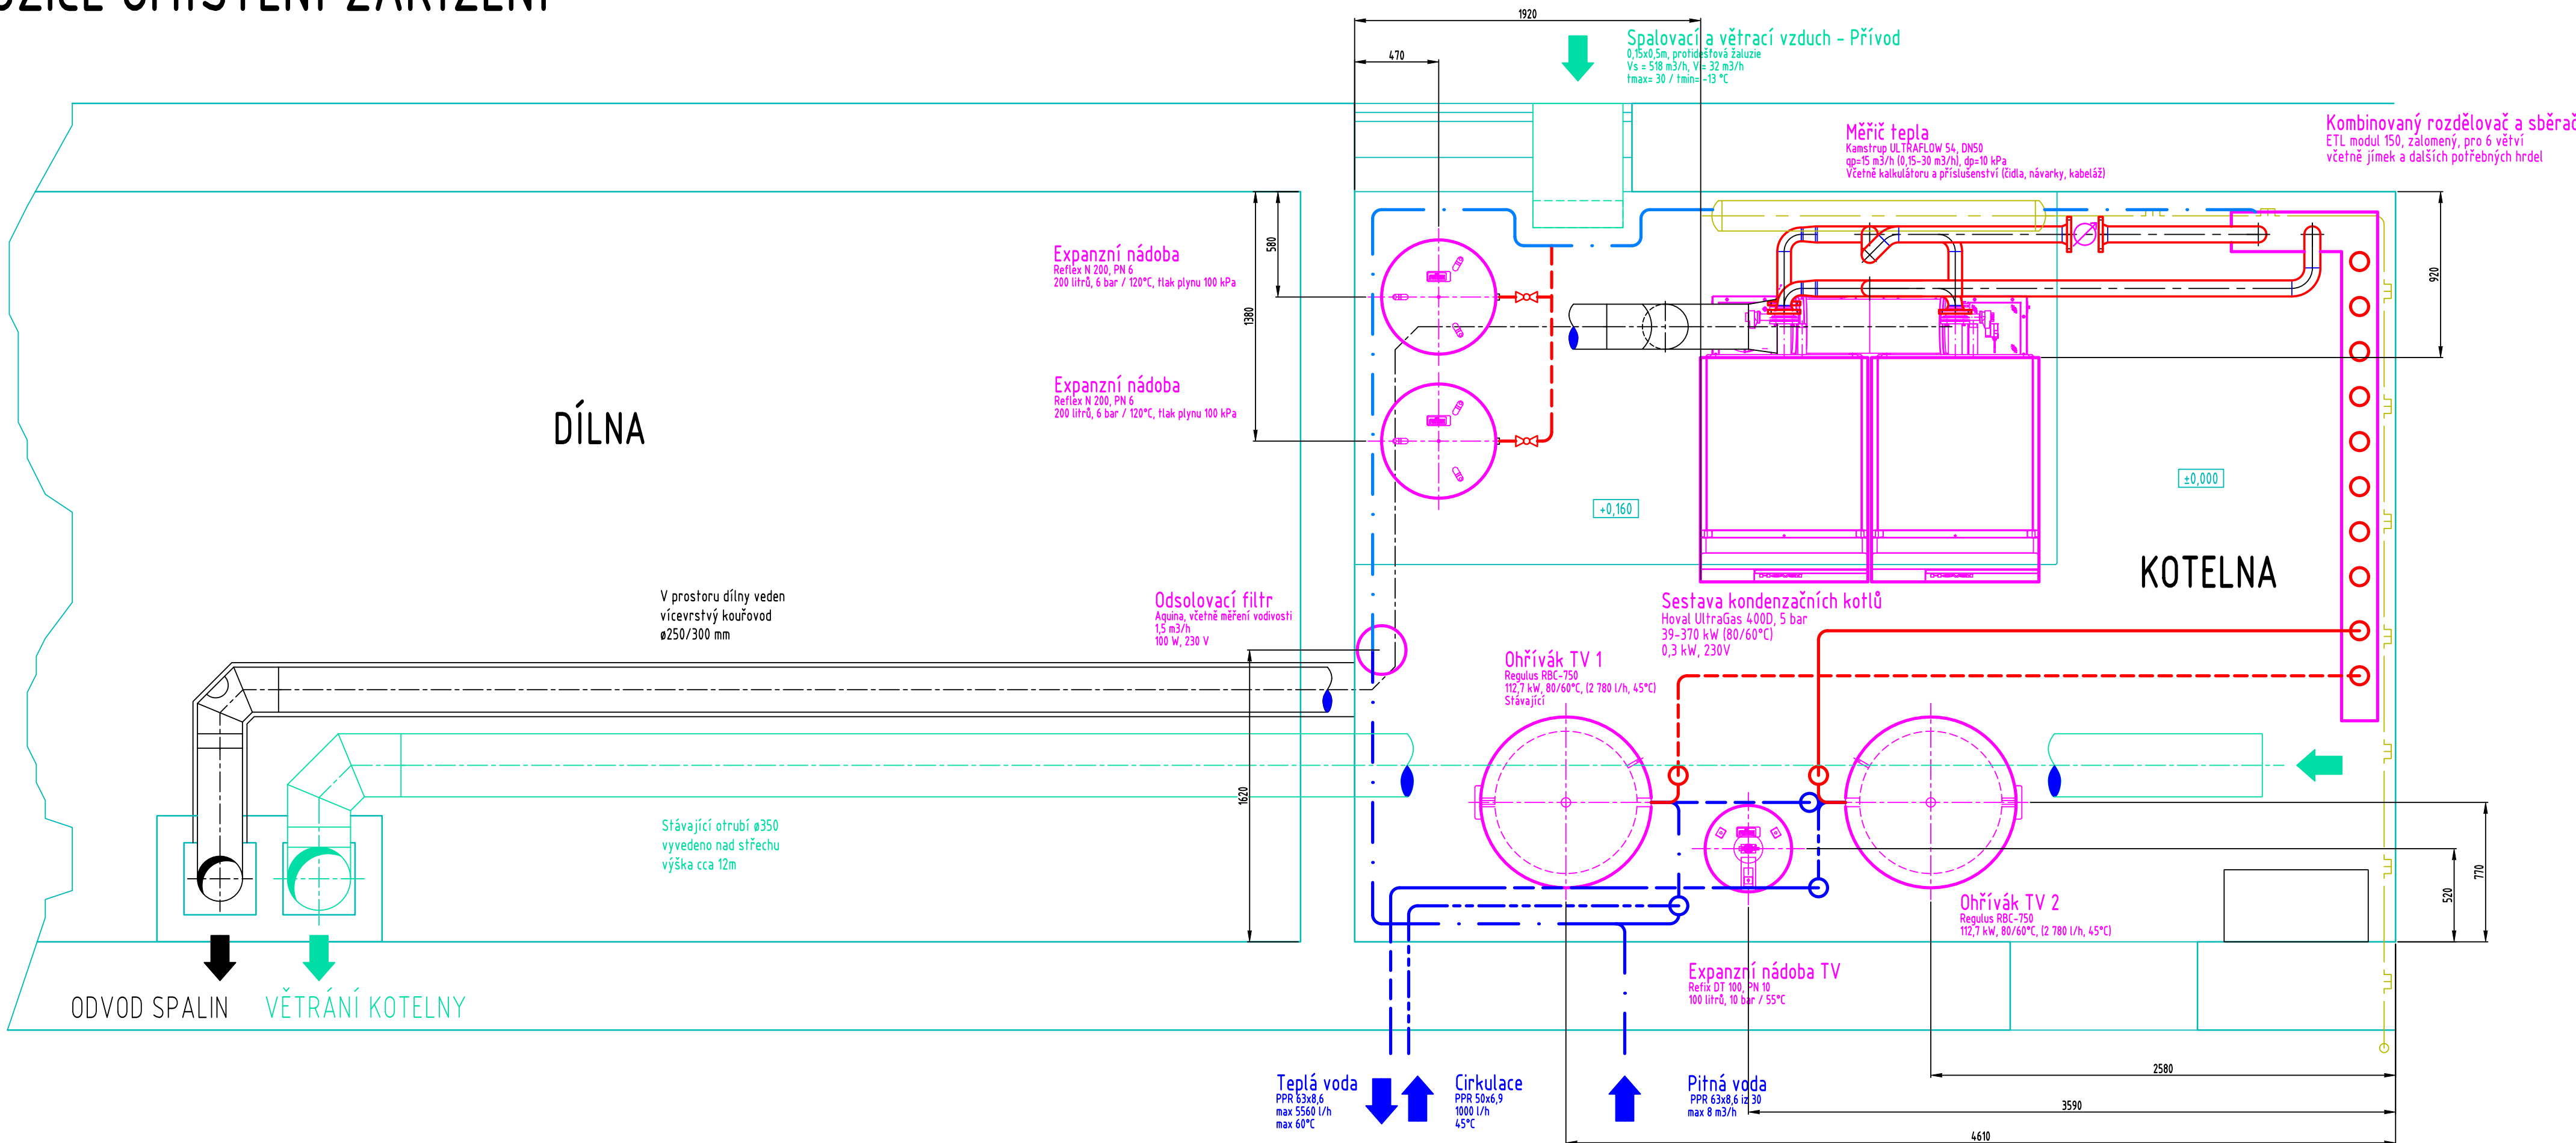 UMÍSTĚNÍ ZAŘÍZENÍ
1920
470
Spalovací a větrací vzduch - Přívod
0,15x0,5m, protidešťová žaluzie
Vs = 518 m3/h, V = 32 m3/h
tmax= 30 / tmin= -13 °C
Měřič tepla
Kamstrup ULTRAFLOW 54, DN50
qp=15 m3/h (0,15-30 m3/h), dp=10 kPa
Včetně kalkulátoru a příslušenství (čidla, návarky, kabeláž)
Kombinovaný rozdělovač a sběrač
ETL modul 150, zalomený, pro 6 větví
včetně jímek a dalších potřebných hrdel
580
1380
920
Expanzní nádoba
Reflex N 200, PN 6
200 litrů, 6 bar / 120°C, tlak plynu 100 kPa
Expanzní nádoba
Reflex N 200, PN 6
200 litrů, 6 bar / 120°C, tlak plynu 100 kPa
DÍLNA
+0,160
±0,000
KOTELNA
V prostoru dílny veden
vícevrstvý kouřovod
ø250/300 mm
Odsolovací filtr
Aquina, včetně měření vodivosti
1,5 m3/h
100 W, 230 V
Sestava kondenzačních kotlů
Hoval UltraGas 400D, 5 bar
39-370 kW (80/60°C)
0,3 kW, 230V
Ohřívák TV 1
Regulus RBC-750
112,7 kW, 80/60°C, (2 780 l/h, 45°C)
Stávající
1620
Stávající otrubí ø350
vyvedeno nad střechu
výška cca 12m
770
520
Ohřívák TV 2
Regulus RBC-750
112,7 kW, 80/60°C, (2 780 l/h, 45°C)
Expanzní nádoba TV
Refix DT 100, PN 10
100 litrů, 10 bar / 55°C
ODVOD SPALIN
VĚTRÁNÍ KOTELNY
Teplá voda
PPR 63x8,6
max 5560 l/h
max 60°C
Cirkulace
PPR 50x6,9
1000 l/h
45°C
Pitná voda
PPR 63x8,6 iz 30
max 8 m3/h
2580
3590
4610